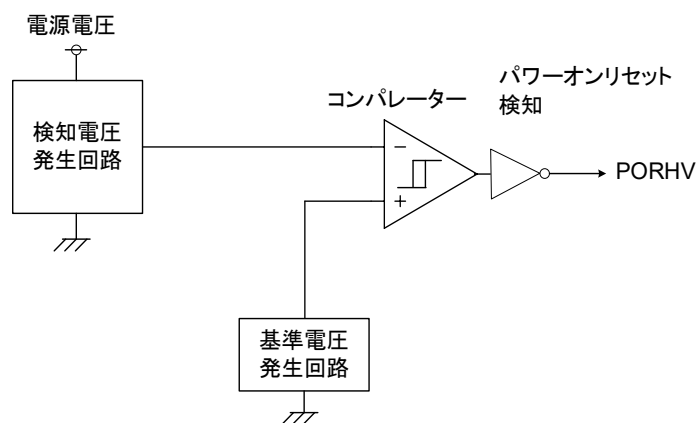 電源電圧
検知電圧
発生回路
コンパレーター
パワーオンリセット
検知
−
+
PORHV
基準電圧
発生回路